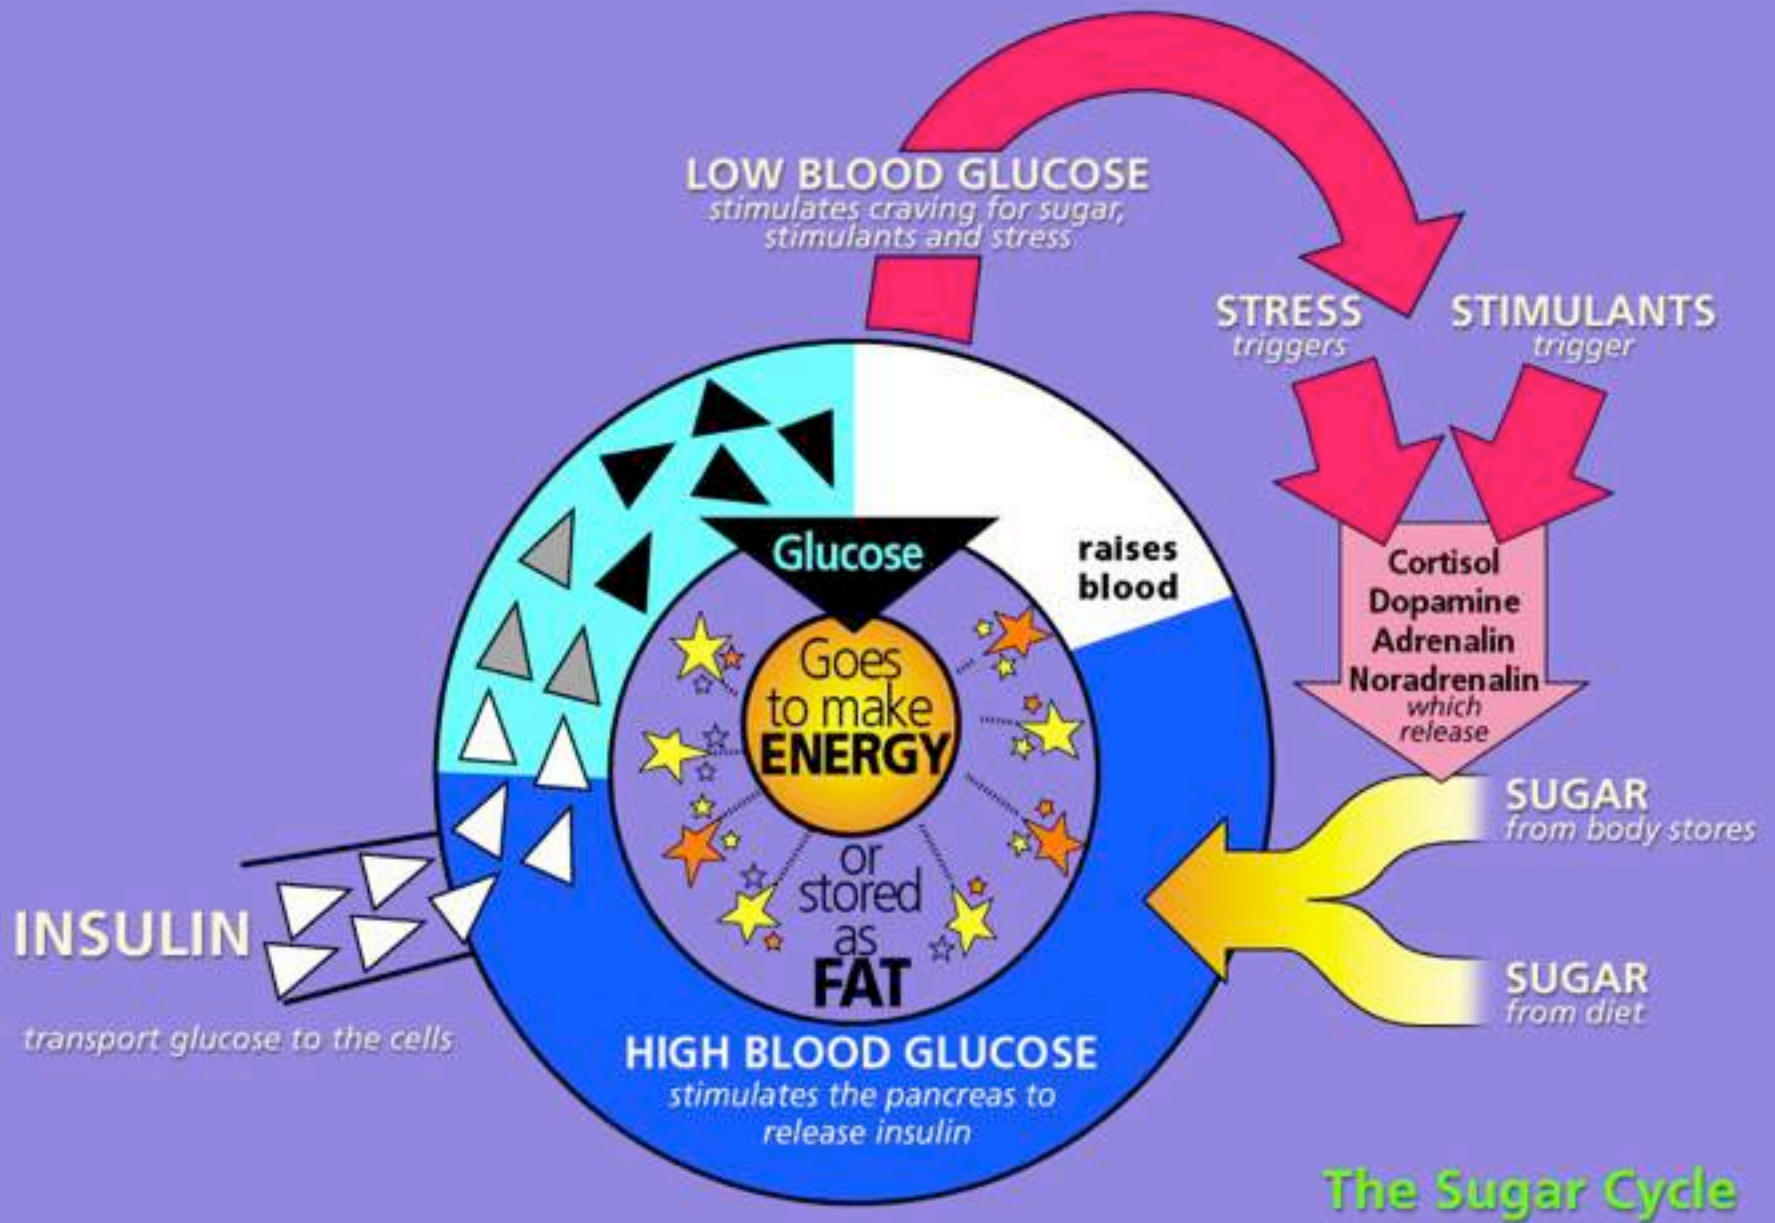 LOW BLOOD GLUCOSE
stimulates craving for sugar,
stimulants and stress
STRESS
triggers
STIMULANTS
trigger
Cortisol
Dopamine
Adrenalin
Noradrenalin
which
release
SUGAR
from body stores
SUGAR
from diet
raises
blood
Glucose
Goes
to make
ENERGY
or
stored
as
FAT
HIGH BLOOD GLUCOSE
stimulates the pancreas to
release insulin
INSULIN
transport glucose to the cells
The Sugar Cycle